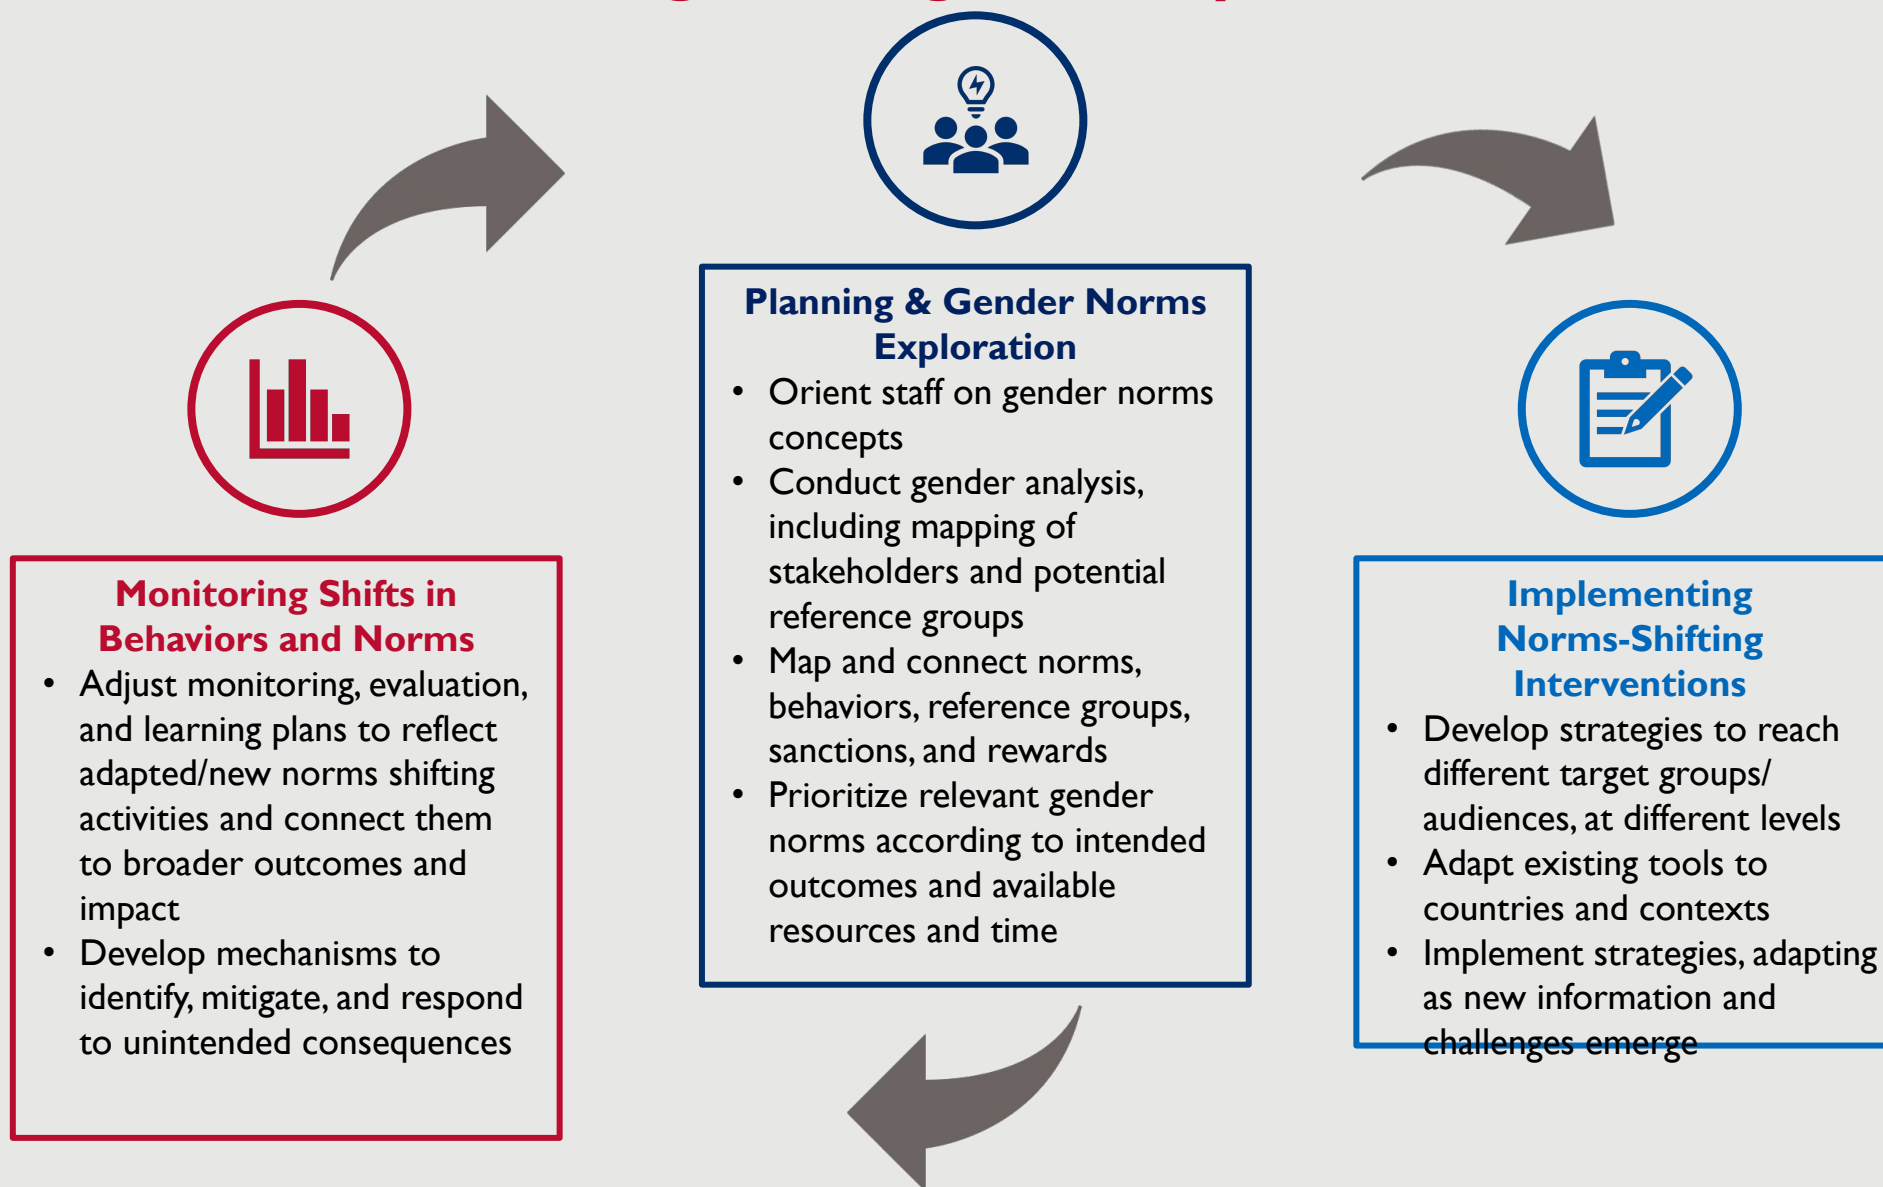 Planning & Gender Norms
Exploration
• Orient staff on gender norms
concepts
• Conduct gender analysis,
including mapping of
stakeholders and potential
reference groups
• Map and connect norms,
behaviors, reference groups,
sanctions, and rewards
• Prioritize relevant gender
norms according to intended
outcomes and available
resources and time
Monitoring Shifts in
Behaviors and Norms
• Adjust monitoring, evaluation,
and learning plans to reflect
adapted/new norms shifting
activities and connect them
to broader outcomes and
impact
• Develop mechanisms to
identify, mitigate, and respond
to unintended consequences
Implementing
Norms-Shifting
Interventions
• Develop strategies to reach
different target groups/
audiences, at different levels
• Adapt existing tools to
countries and contexts
• Implement strategies, adapting
as new information and
challenges emerge